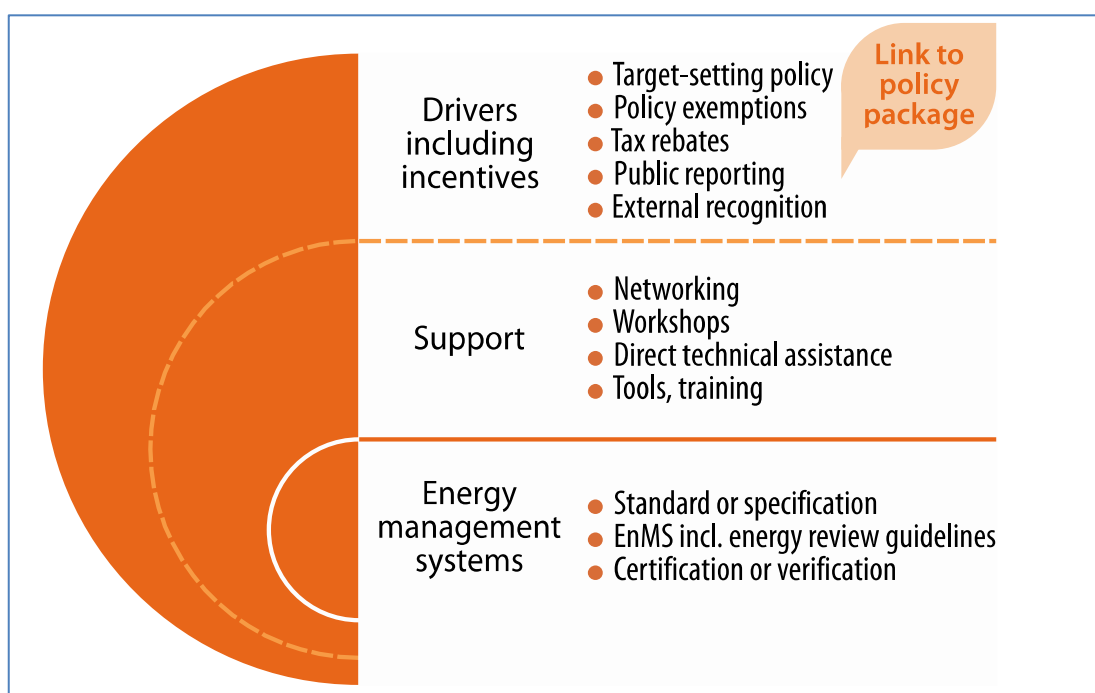 Link to
policy
package
Drivers
including
incentives
Target-setting policy
Policy exemptions
Tax rebates
Public reporting
External recognition
Support
Networking
Workshops
Direct technical assistance
Tools, training
Energy
management
systems
Standard or specification
EnMS incl. energy review guidelines
Certification or verification